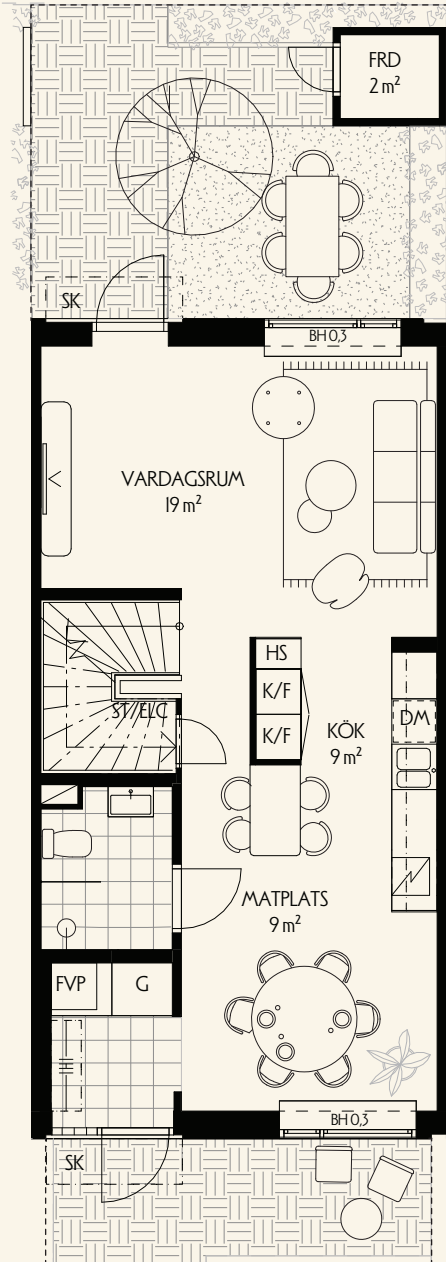 FRD
2 m²
SK
BH 0,3
VARDAGSRUM
19 m²
HS
K/F
ST/ELC
K/F
DM
KÖK
9 m²
MATPLATS
9 m²
FVP
G
BH 0,3
SK